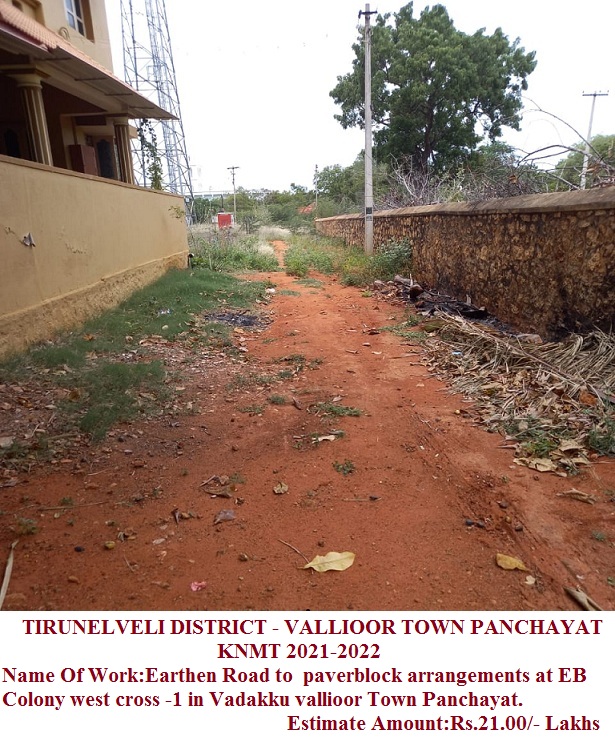 TIRUNELVELI DISTRICT - VALLIOOR TOWN PANCHAYAT
KNMT 2021-2022
Name Of Work:Earthen Road to paverblock arrangements at EB
Colony west cross -1 in Vadakku vallioor Town Panchayat.
Estimate Amount:Rs.21.00/- Lakhs